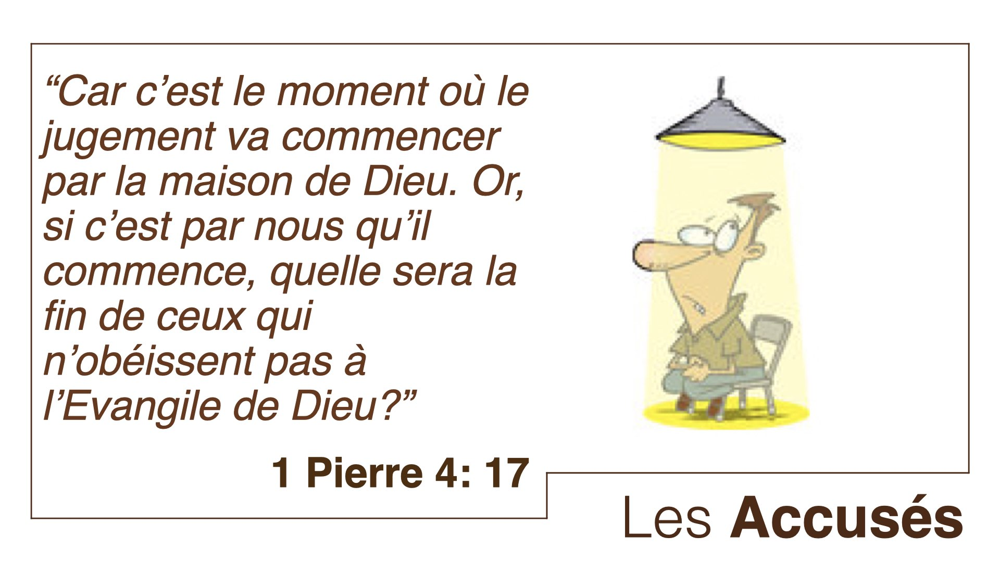 “Car c’est le moment où le
jugement va commencer
par la maison de Dieu. Or,
si c’est par nous qu’il
commence, quelle sera la
fin de ceux qui
n’obéissent pas à
l’Evangile de Dieu?”
1 Pierre 4: 17
Les Accusés